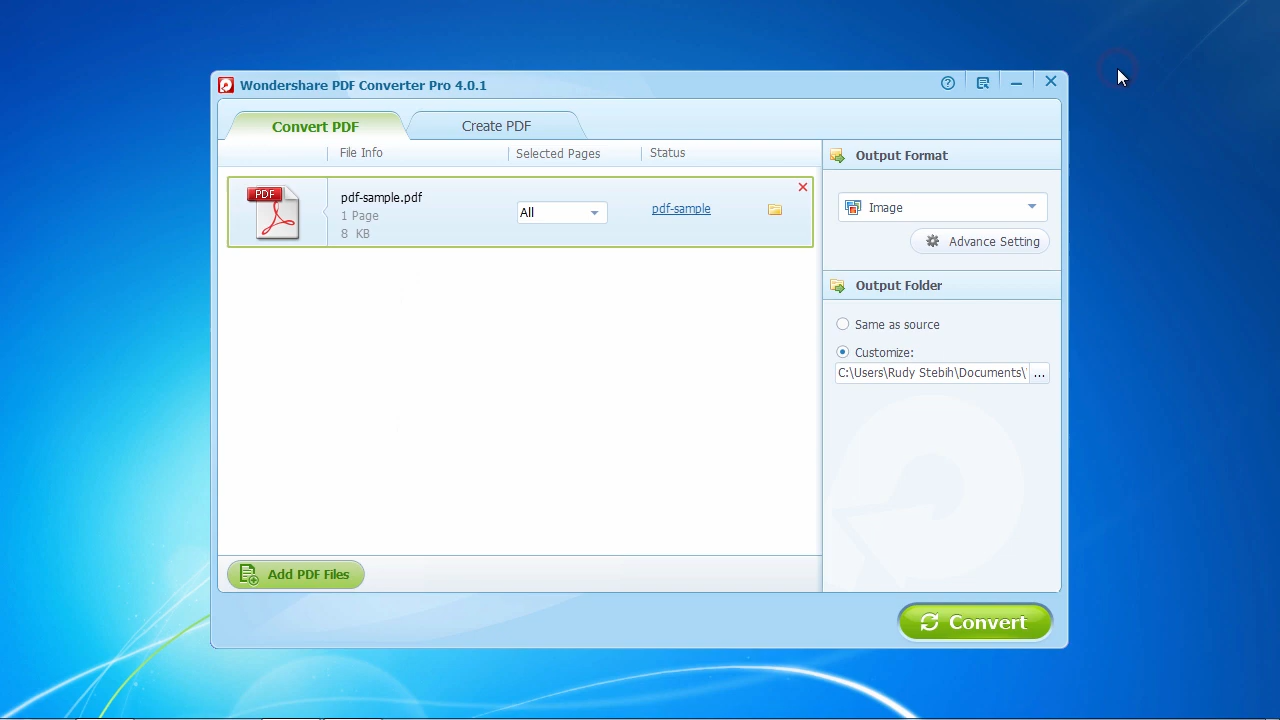 Wondershare PDF Converter Pro 4.0.1
Convert PDF
Create PDF
File Info
Selected Pages
Status
PDF
pdf-sample.pdf
1 Page
8 KB
All
pdf-sample
Output Format
Image
Advance Setting
Output Folder
Same as source
Customize:
C:\Users\Rudy Stebih\Documents\
...
Add PDF Files
Convert